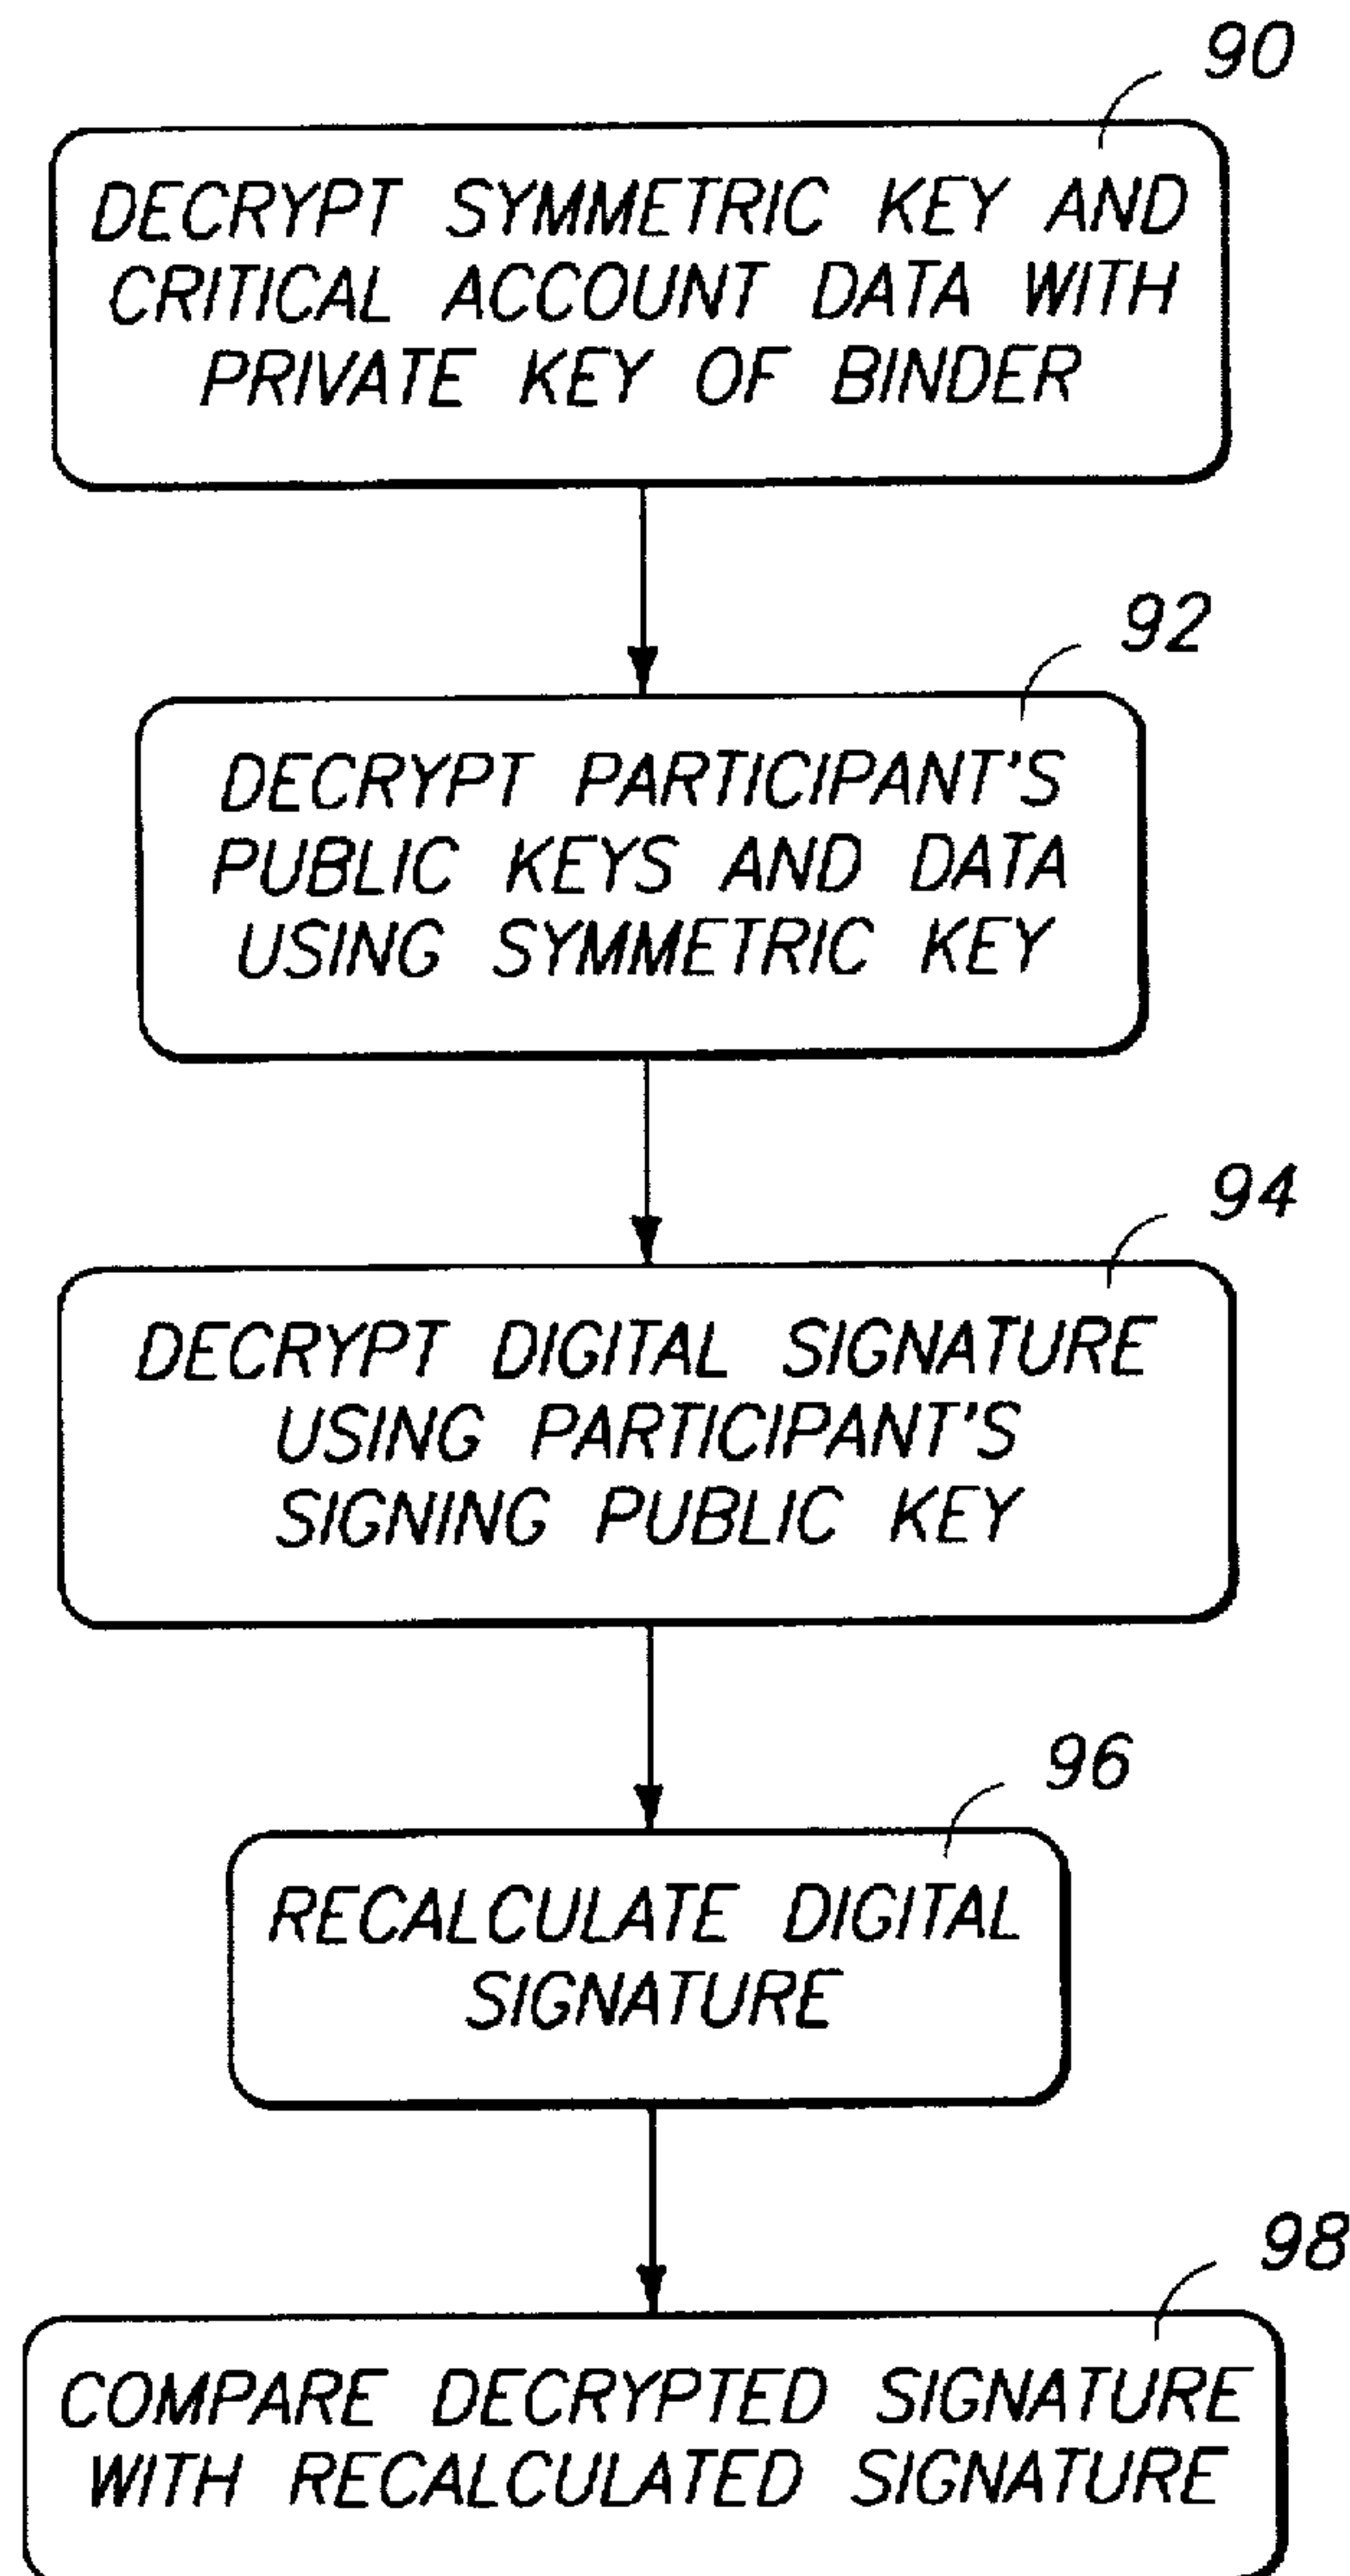 90
DECRYPT SYMMETRIC KEY AND
CRITICAL ACCOUNT DATA WITH
PRIVATE KEY OF BINDER
92
DECRYPT PARTICIPANT'S
PUBLIC KEYS AND DATA
USING SYMMETRIC KEY
94
DECRYPT DIGITAL SIGNATURE
USING PARTICIPANT'S
SIGNING PUBLIC KEY
96
RECALCULATE DIGITAL
SIGNATURE
98
COMPARE DECRYPTED SIGNATURE
WITH RECALCULATED SIGNATURE